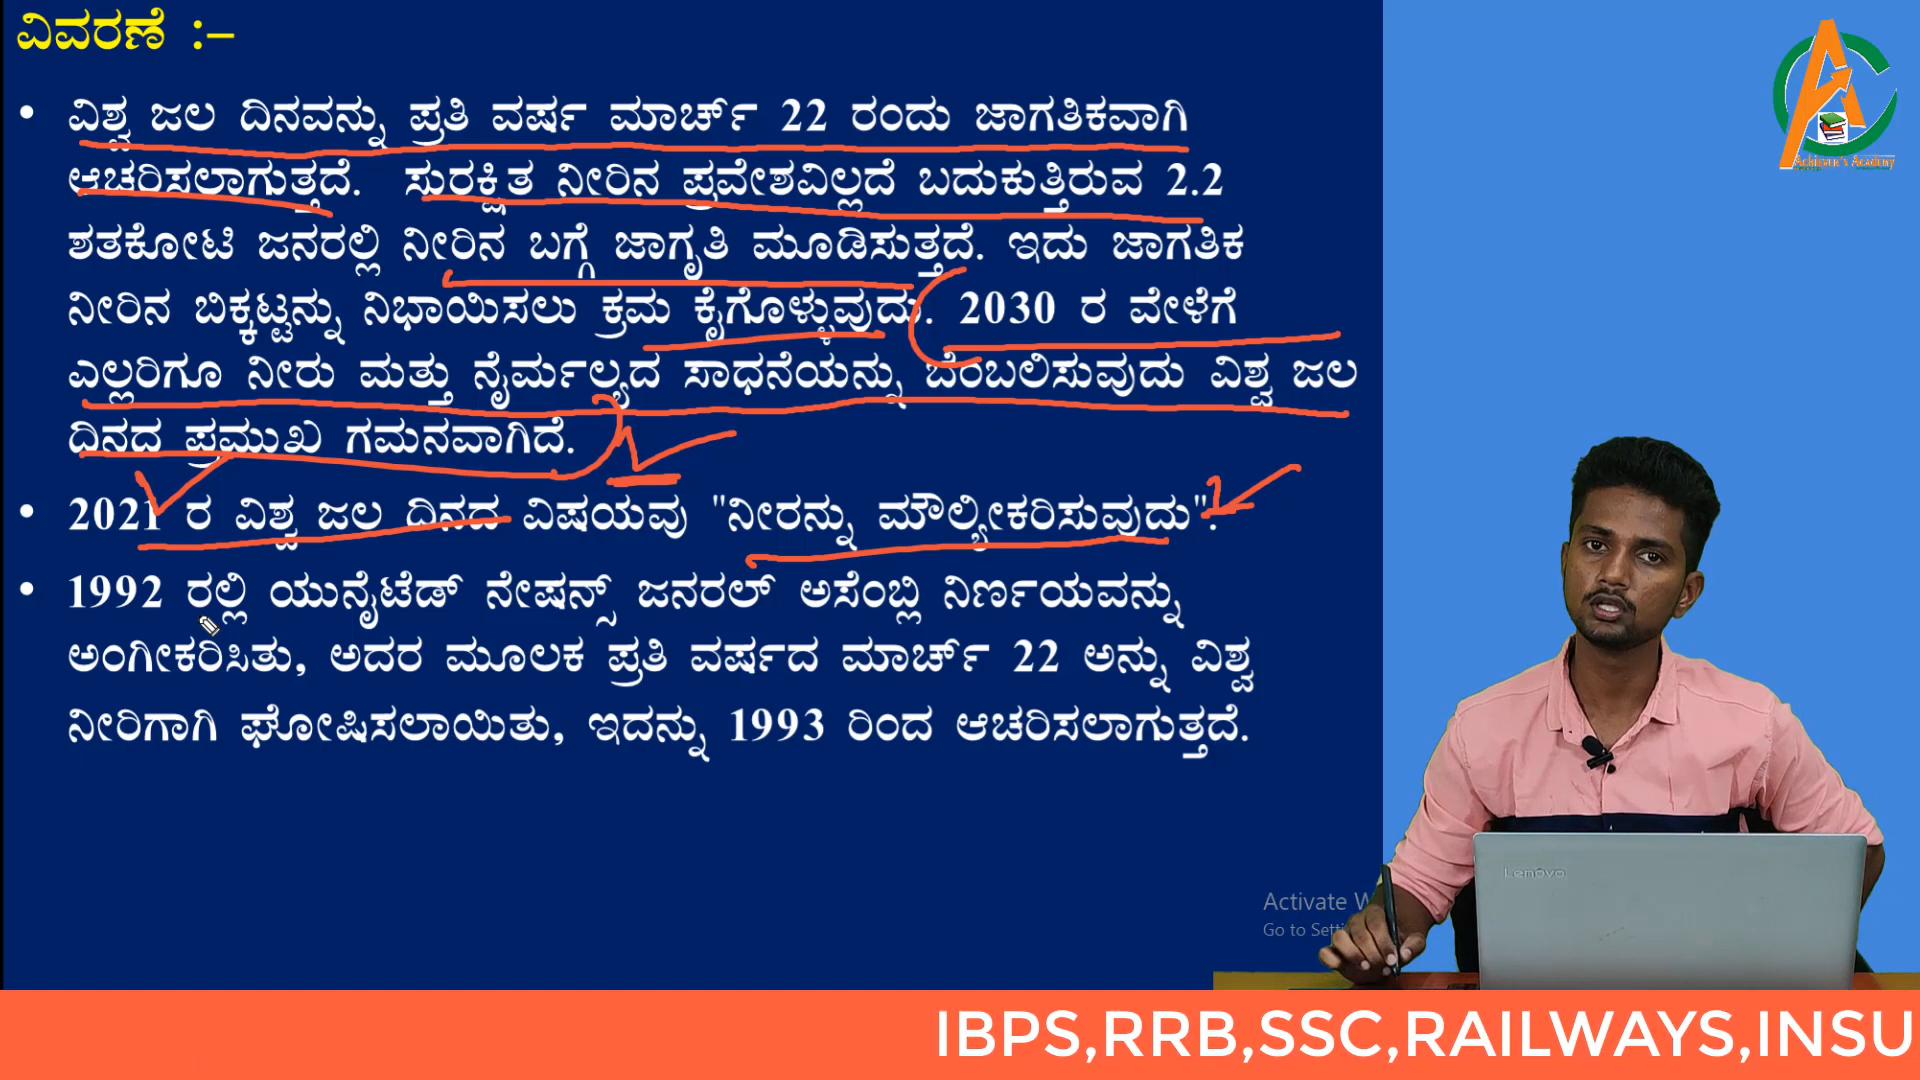 ವಿವರಣೆ :–
• ವಿಶ್ವ ಜಲ ದಿನವನ್ನು ಪ್ರತಿ ವರ್ಷ ಮಾರ್ಚ್ 22 ರಂದು ಜಾಗತಿಕವಾಗಿ
ಆಚರಿಸಲಾಗುತ್ತದೆ. ಸುರಕ್ಷಿತ ನೀರಿನ ಪ್ರವೇಶವಿಲ್ಲದೆ ಬದುಕುತ್ತಿರುವ 2.2
ಶತಕೋಟಿ ಜನರಲ್ಲಿ ನೀರಿನ ಬಗ್ಗೆ ಜಾಗೃತಿ ಮೂಡಿಸುತ್ತದೆ. ಇದು ಜಾಗತಿಕ
ನೀರಿನ ಬಿಕ್ಕಟ್ಟನ್ನು ನಿಭಾಯಿಸಲು ಕ್ರಮ ಕೈಗೊಳ್ಳುವುದು. 2030 ರ ವೇಳೆಗೆ
ಎಲ್ಲರಿಗೂ ನೀರು ಮತ್ತು ನೈರ್ಮಲ್ಯದ ಸಾಧನೆಯನ್ನು ಬೆಂಬಲಿಸುವುದು ವಿಶ್ವ ಜಲ
ದಿನದ ಪ್ರಮುಖ ಗಮನವಾಗಿದೆ.
• 2021 ರ ವಿಶ್ವ ಜಲ ದಿನದ ವಿಷಯವು "ನೀರನ್ನು ಮೌಲ್ಯೀಕರಿಸುವುದು".
• 1992 ರಲ್ಲಿ ಯುನೈಟೆಡ್ ನೇಷನ್ಸ್ ಜನರಲ್ ಅಸೆಂಬ್ಲಿ ನಿರ್ಣಯವನ್ನು
ಅಂಗೀಕರಿಸಿತು, ಅದರ ಮೂಲಕ ಪ್ರತಿ ವರ್ಷದ ಮಾರ್ಚ್ 22 ಅನ್ನು ವಿಶ್ವ
ನೀರಿಗಾಗಿ ಘೋಷಿಸಲಾಯಿತು, ಇದನ್ನು 1993 ರಿಂದ ಆಚರಿಸಲಾಗುತ್ತದೆ.
Achiever's Academy
Lenovo
Activate W
Go to Setti
IBPS,RRB,SSC,RAILWAYS,INSU